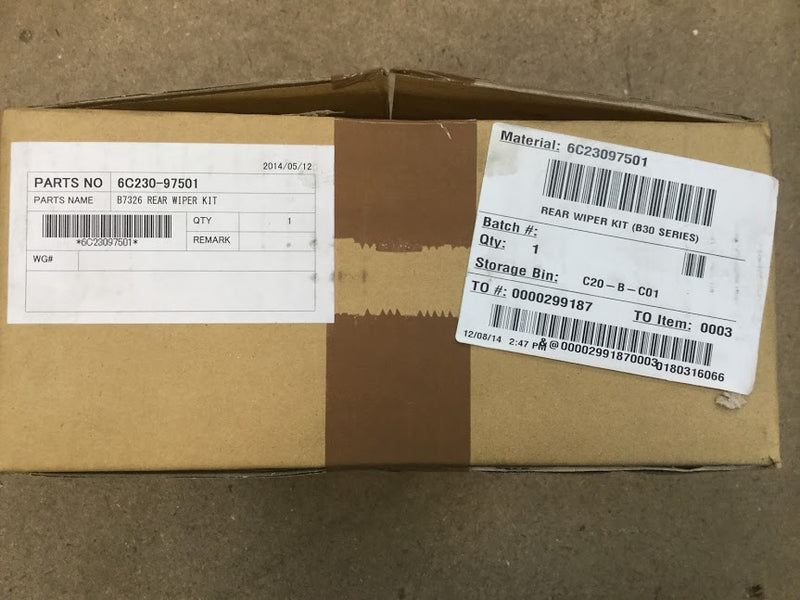 2014/05/12
PARTS NO 6C230-97501
PARTS NAME B7326 REAR WIPER KIT
*6C23097501*
QTY 1
REMARK
WG#
Material: 6C23097501
REAR WIPER KIT (B30 SERIES)
Batch #:
Qty: 1
Storage Bin: C20-B-C01
TO #: 0000299187
TO Item: 0003
12/08/14 2:47 PM
&@000029918700030180316066